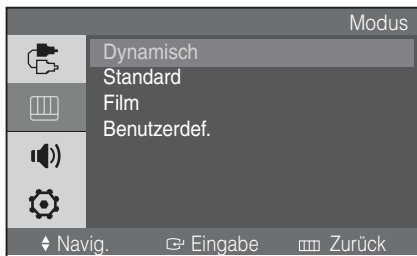 Modus
Dynamisch
Standard
Film
Benutzerdef.
Navig. Eingabe Zurück